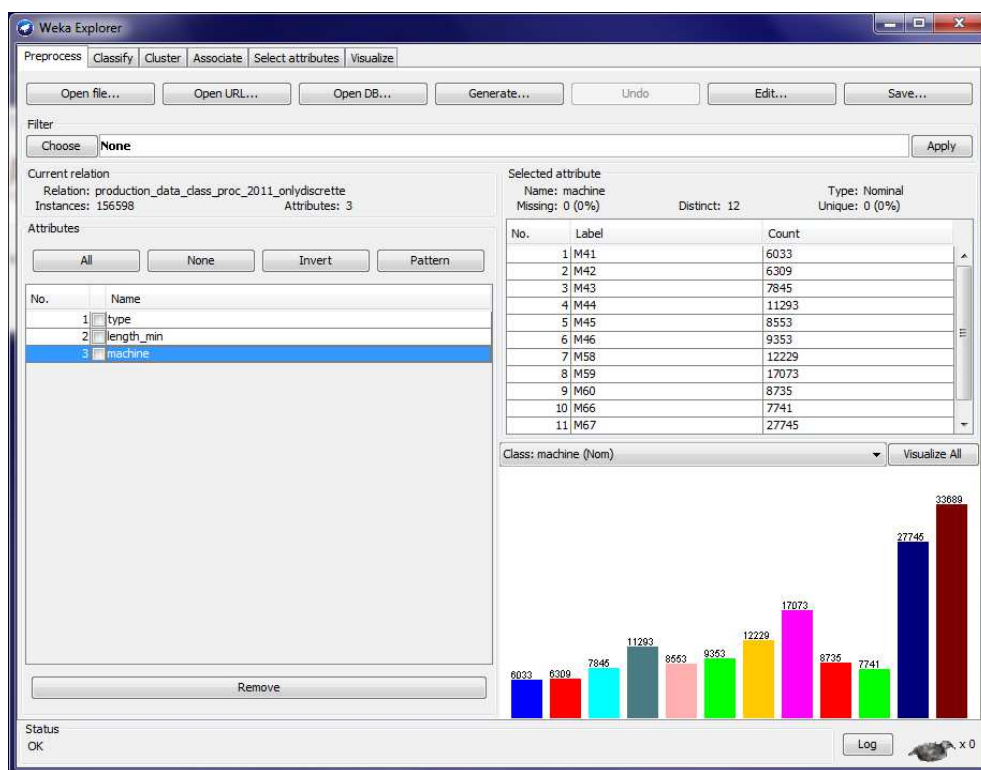 Weka Explorer
Preprocess Classify Cluster Associate Select attributes Visualize
Open file... Open URL... Open DB... Generate... Undo Edit... Save...
Filter
Choose None Apply
Current relation
Relation: production_data_class_proc_2011_onlydiscrette
Instances: 156598 Attributes: 3
Attributes
All None Invert Pattern
No. Name
1 type
2 length_min
3 machine
Remove
Selected attribute
Name: machine Type: Nominal
Missing: 0 (0%) Distinct: 12 Unique: 0 (0%)
No. Label Count
1 M41 6033
2 M42 6309
3 M43 7845
4 M44 11293
5 M45 8553
6 M46 9353
7 M58 12229
8 M59 17073
9 M60 8735
10 M66 7741
11 M67 27745
Class: machine (Nom) Visualize All
6033 6309 7845 11293 8553 9353 12229 17073 8735 7741 27745 33689
Status
OK Log x 0